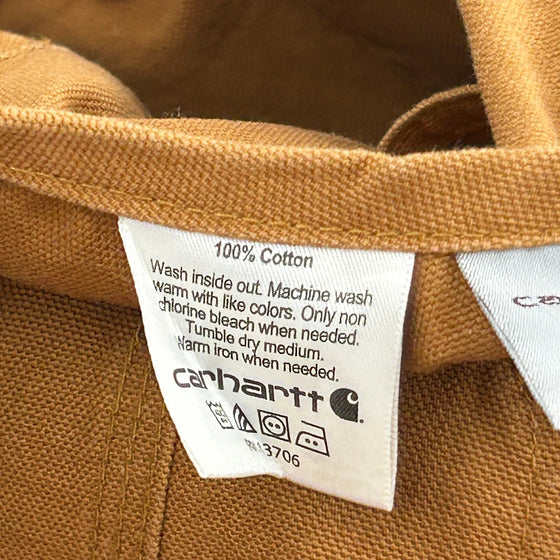 100% Cotton
Wash inside out. Machine wash
warm with like colors. Only non
chlorine bleach when needed.
Tumble dry medium.
Warm iron when needed.
carhartt
13706